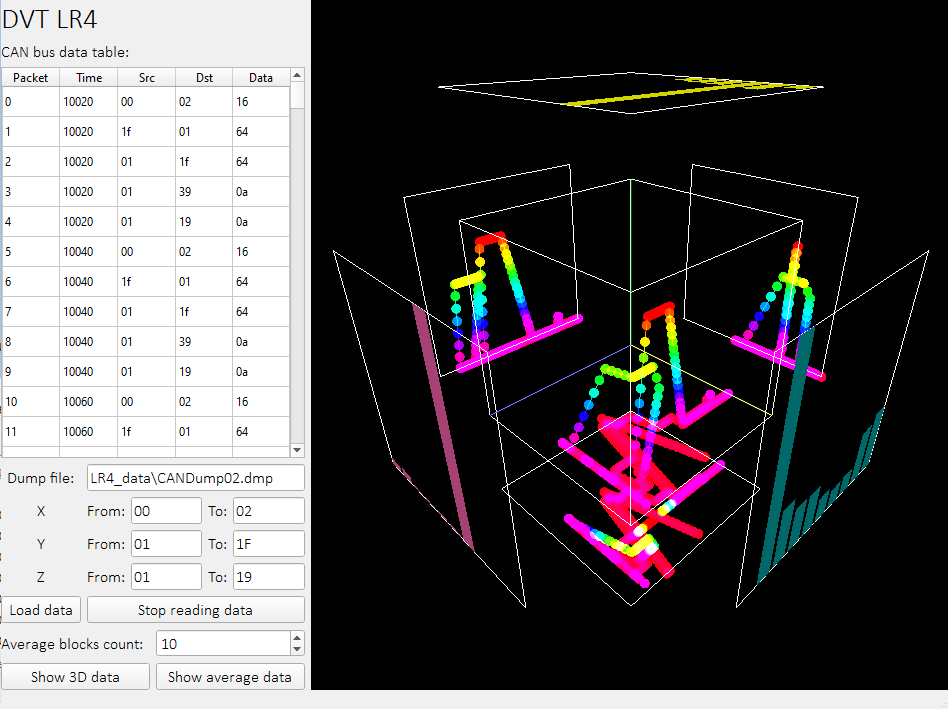 DVT LR4
CAN bus data table:
Packet Time Src Dst Data
0 10020 00 02 16
1 10020 1f 01 64
2 10020 01 1f 64
3 10020 01 39 0a
4 10020 01 19 0a
5 10040 00 02 16
6 10040 1f 01 64
7 10040 01 1f 64
8 10040 01 39 0a
9 10040 01 19 0a
10 10060 00 02 16
11 10060 1f 01 64
Dump file: LR4_data\CANDump02.dmp
X From: 00 To: 02
Y From: 01 To: 1F
Z From: 01 To: 19
Load data Stop reading data
Average blocks count: 10
Show 3D data Show average data